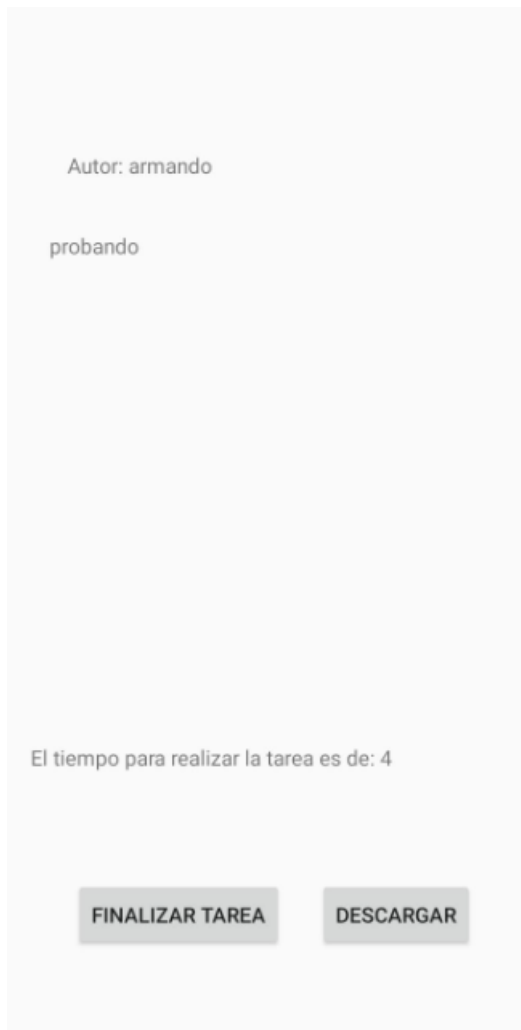 Autor: armando
probando
El tiempo para realizar la tarea es de: 4
FINALIZAR TAREA
DESCARGAR